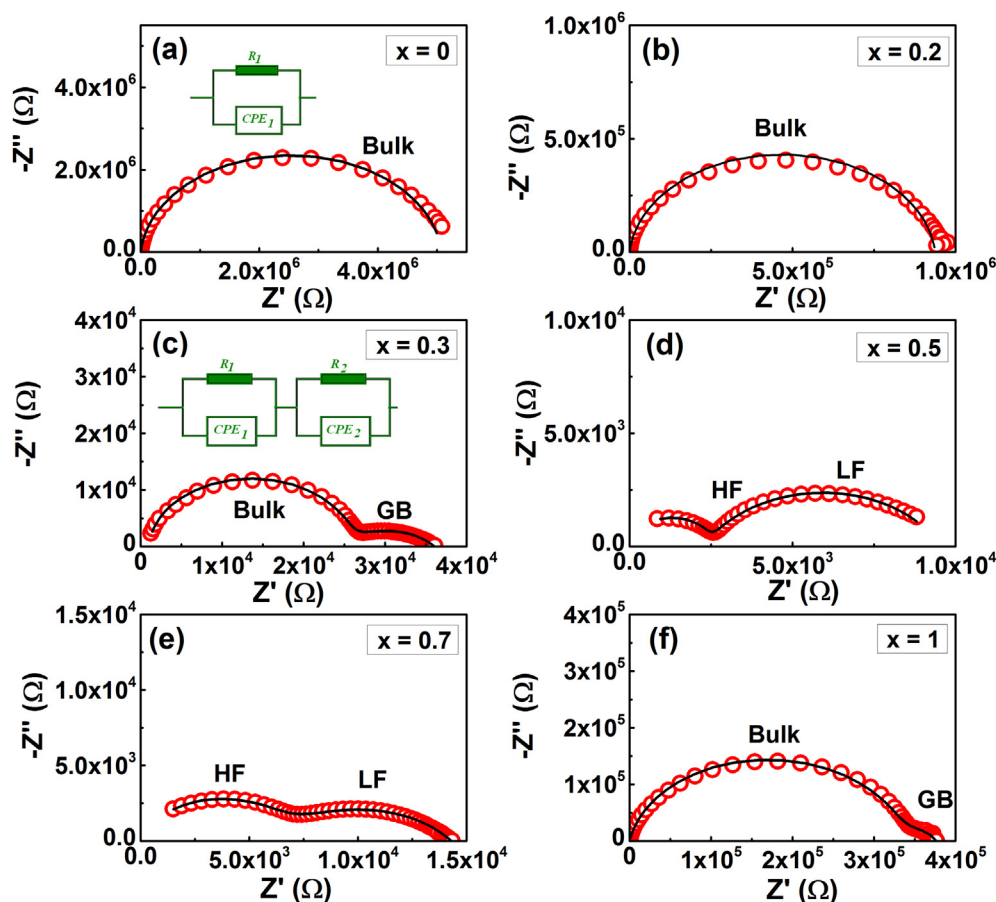 (a)
x = 0
R1
CPE1
Bulk
4.0x10^6
2.0x10^6
0.0
-Z'' (Ω)
0.0
2.0x10^6
4.0x10^6
Z' (Ω)
(b)
x = 0.2
Bulk
1.0x10^6
5.0x10^5
0.0
-Z'' (Ω)
0.0
5.0x10^5
1.0x10^6
Z' (Ω)
(c)
x = 0.3
R1
R2
CPE1
CPE2
Bulk
GB
4x10^4
3x10^4
2x10^4
1x10^4
0
-Z'' (Ω)
0
1x10^4
2x10^4
3x10^4
4x10^4
Z' (Ω)
(d)
x = 0.5
HF
LF
1.0x10^4
5.0x10^3
0.0
-Z'' (Ω)
0.0
5.0x10^3
1.0x10^4
Z' (Ω)
(e)
x = 0.7
HF
LF
1.5x10^4
1.0x10^4
5.0x10^3
0.0
-Z'' (Ω)
0.0
5.0x10^3
1.0x10^4
1.5x10^4
Z' (Ω)
(f)
x = 1
Bulk
GB
4x10^5
3x10^5
2x10^5
1x10^5
0
-Z'' (Ω)
0
1x10^5
2x10^5
3x10^5
4x10^5
Z' (Ω)